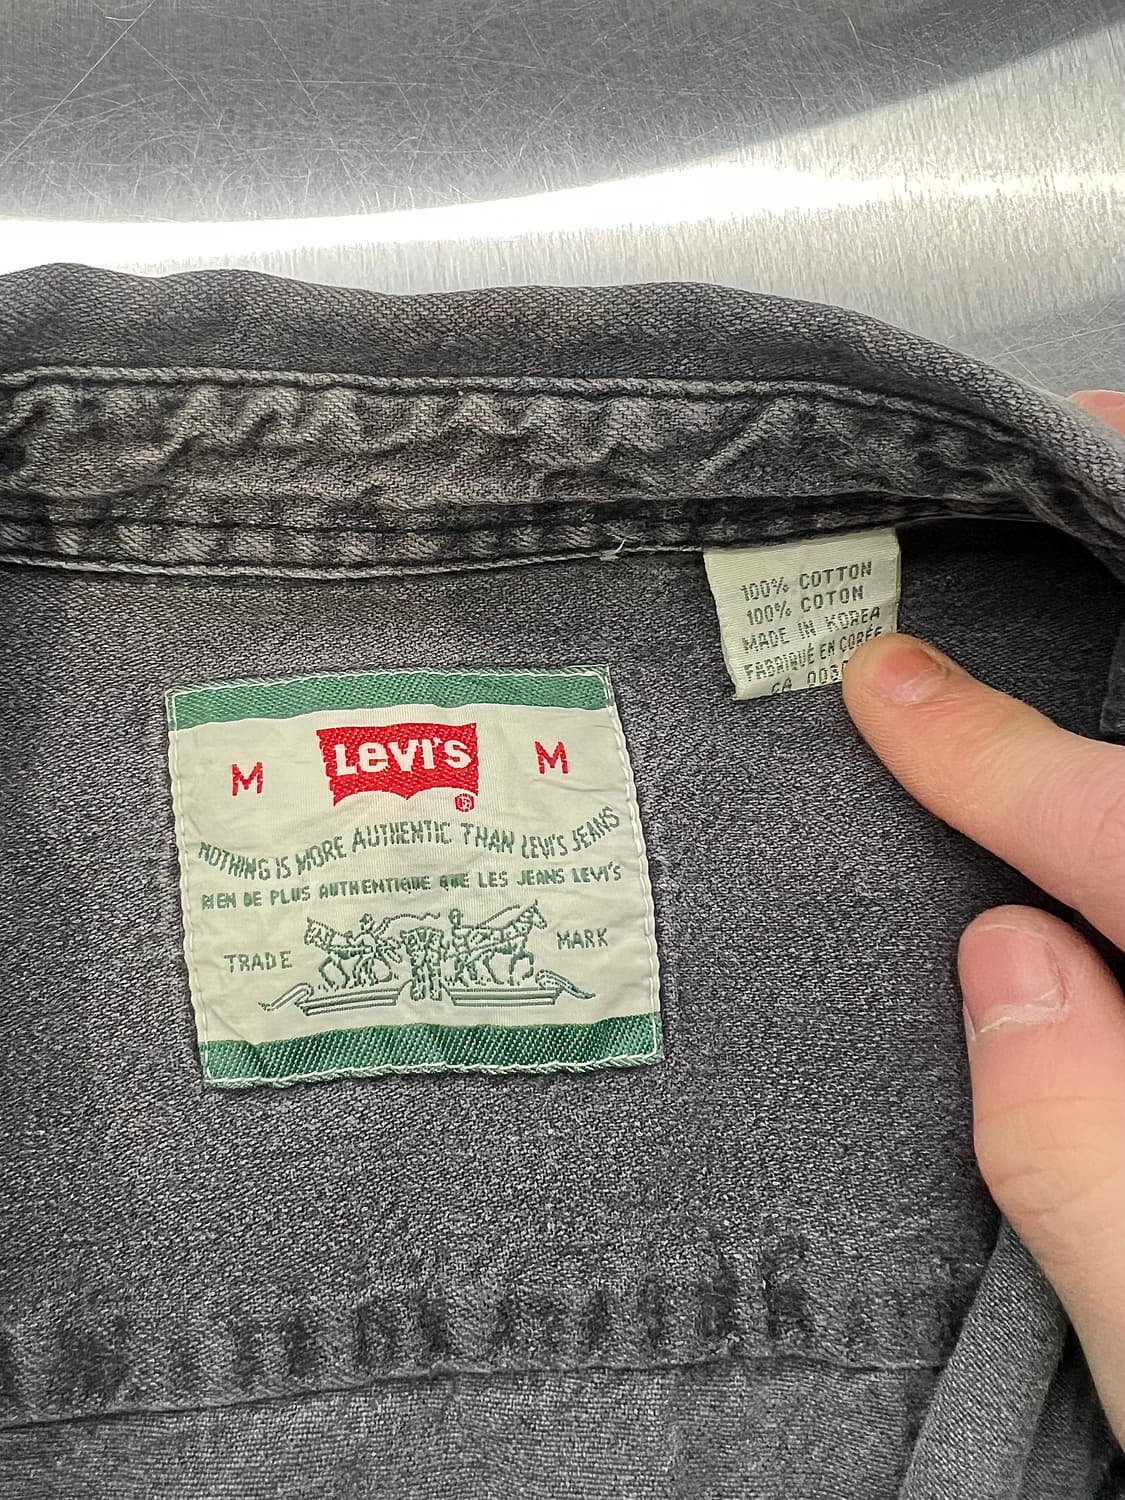 100% COTTON
100% COTON
MADE IN KOREA
FABRIQUÉ EN CORÉE
CA
M Levi's M
®
NOTHING IS MORE AUTHENTIC THAN LEVI'S JEANS
RIEN DE PLUS AUTHENTIQUE QUE LES JEANS LEVI'S
TRADE MARK